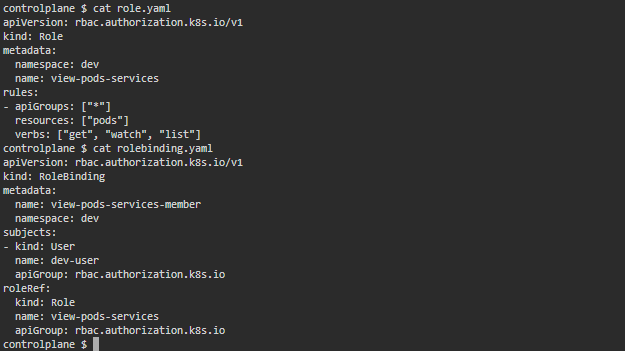 controlplane $ cat role.yaml
apiVersion: rbac.authorization.k8s.io/v1
kind: Role
metadata:
  namespace: dev
  name: view-pods-services
rules:
- apiGroups: ["*"]
  resources: ["pods"]
  verbs: ["get", "watch", "list"]
controlplane $ cat rolebinding.yaml
apiVersion: rbac.authorization.k8s.io/v1
kind: RoleBinding
metadata:
  name: view-pods-services-member
  namespace: dev
subjects:
- kind: User
  name: dev-user
  apiGroup: rbac.authorization.k8s.io
roleRef:
  kind: Role
  name: view-pods-services
  apiGroup: rbac.authorization.k8s.io
controlplane $